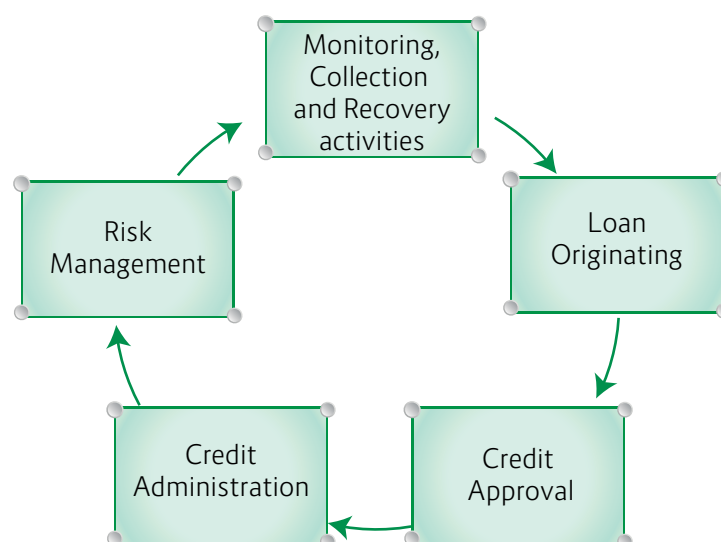 Monitoring,
Collection
and Recovery
activities
Loan
Originating
Credit
Approval
Credit
Administration
Risk
Management